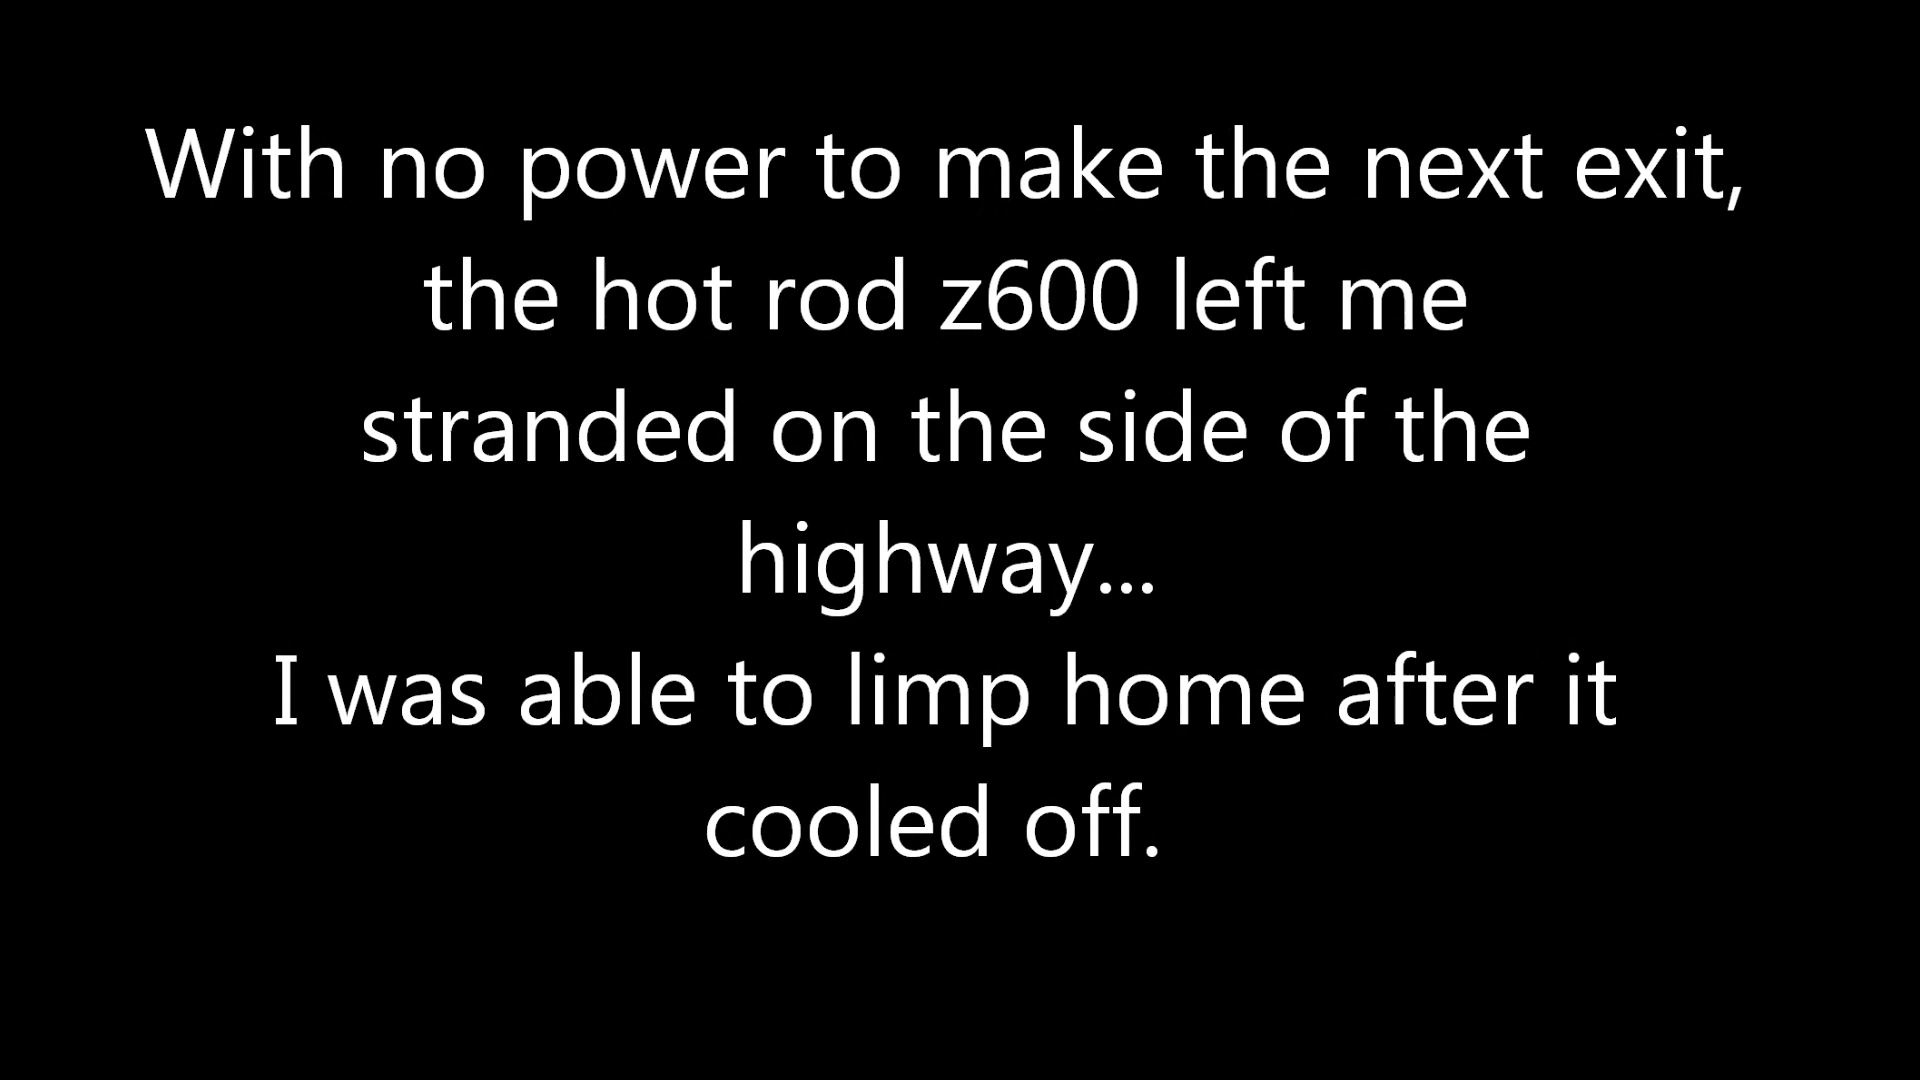 With no power to make the next exit,
the hot rod z600 left me
stranded on the side of the
highway...
I was able to limp home after it
cooled off.